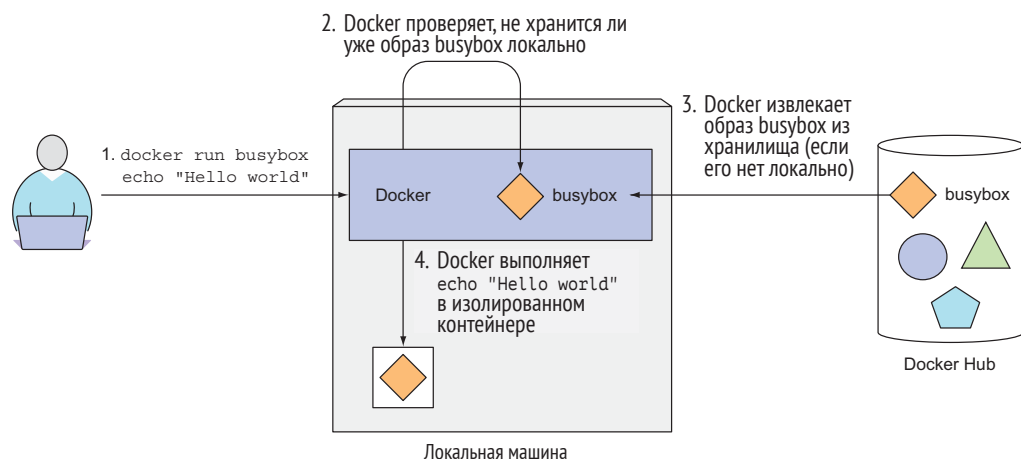 2. Docker проверяет, не хранится ли
уже образ busybox локально
3. Docker извлекает
образ busybox из
хранилища (если
его нет локально)
1. docker run busybox
echo "Hello world"
Docker
busybox
busybox
4. Docker выполняет
echo "Hello world"
в изолированном
контейнере
Docker Hub
Локальная машина